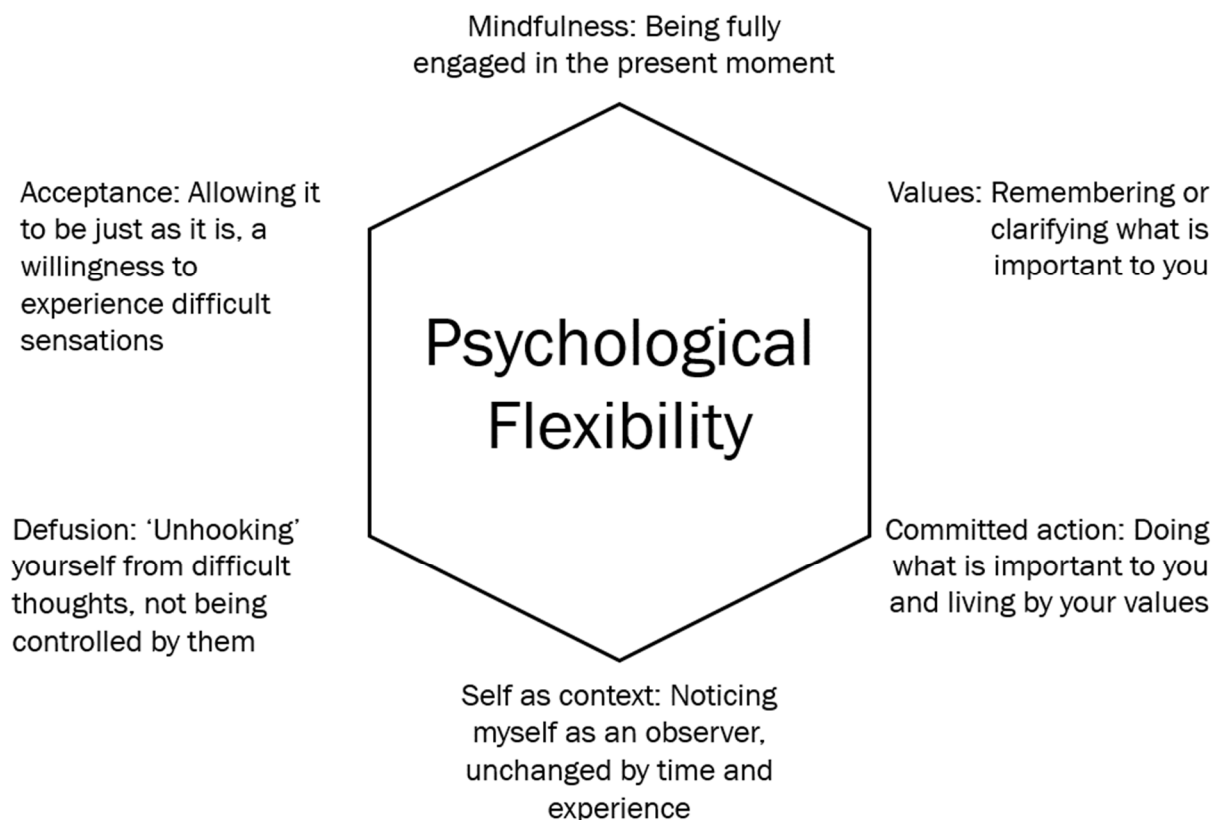 Mindfulness: Being fully
engaged in the present moment
Acceptance: Allowing it
to be just as it is, a
willingness to
experience difficult
sensations
Values: Remembering or
clarifying what is
important to you
Psychological
Flexibility
Defusion: ‘Unhooking’
yourself from difficult
thoughts, not being
controlled by them
Committed action: Doing
what is important to you
and living by your values
Self as context: Noticing
myself as an observer,
unchanged by time and
experience